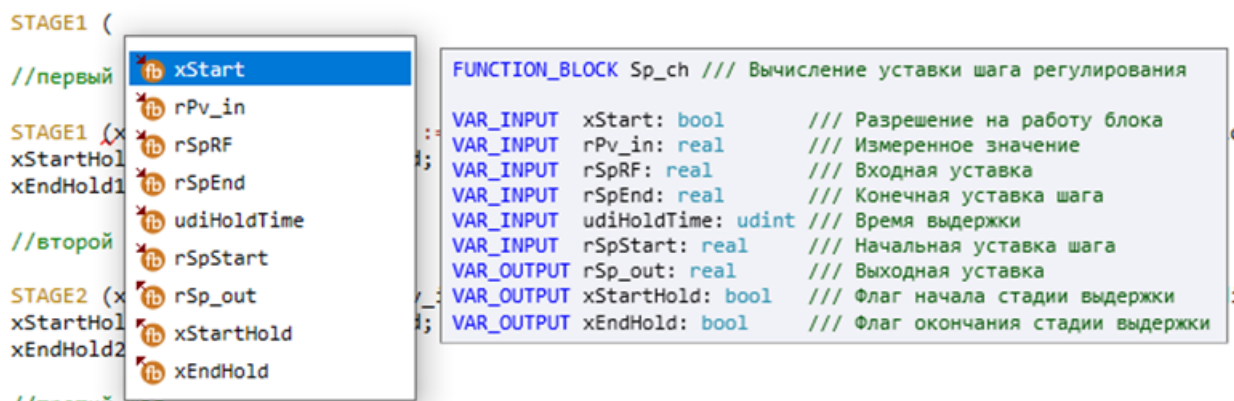 STAGE1 (
//первый
STAGE1 (x
xStartHol
xEndHold1
//второй
STAGE2 (x
xStartHol
xEndHold2
xStart
rPv_in
rSpRF
rSpEnd
udiHoldTime
rSpStart
rSp_out
xStartHold
xEndHold
FUNCTION_BLOCK Sp_ch /// Вычисление уставки шага регулирования
VAR_INPUT xStart: bool /// Разрешение на работу блока
VAR_INPUT rPv_in: real /// Измеренное значение
VAR_INPUT rSpRF: real /// Входная уставка
VAR_INPUT rSpEnd: real /// Конечная уставка шага
VAR_INPUT udiHoldTime: udint /// Время выдержки
VAR_INPUT rSpStart: real /// Начальная уставка шага
VAR_OUTPUT rSp_out: real /// Выходная уставка
VAR_OUTPUT xStartHold: bool /// Флаг начала стадии выдержки
VAR_OUTPUT xEndHold: bool /// Флаг окончания стадии выдержки